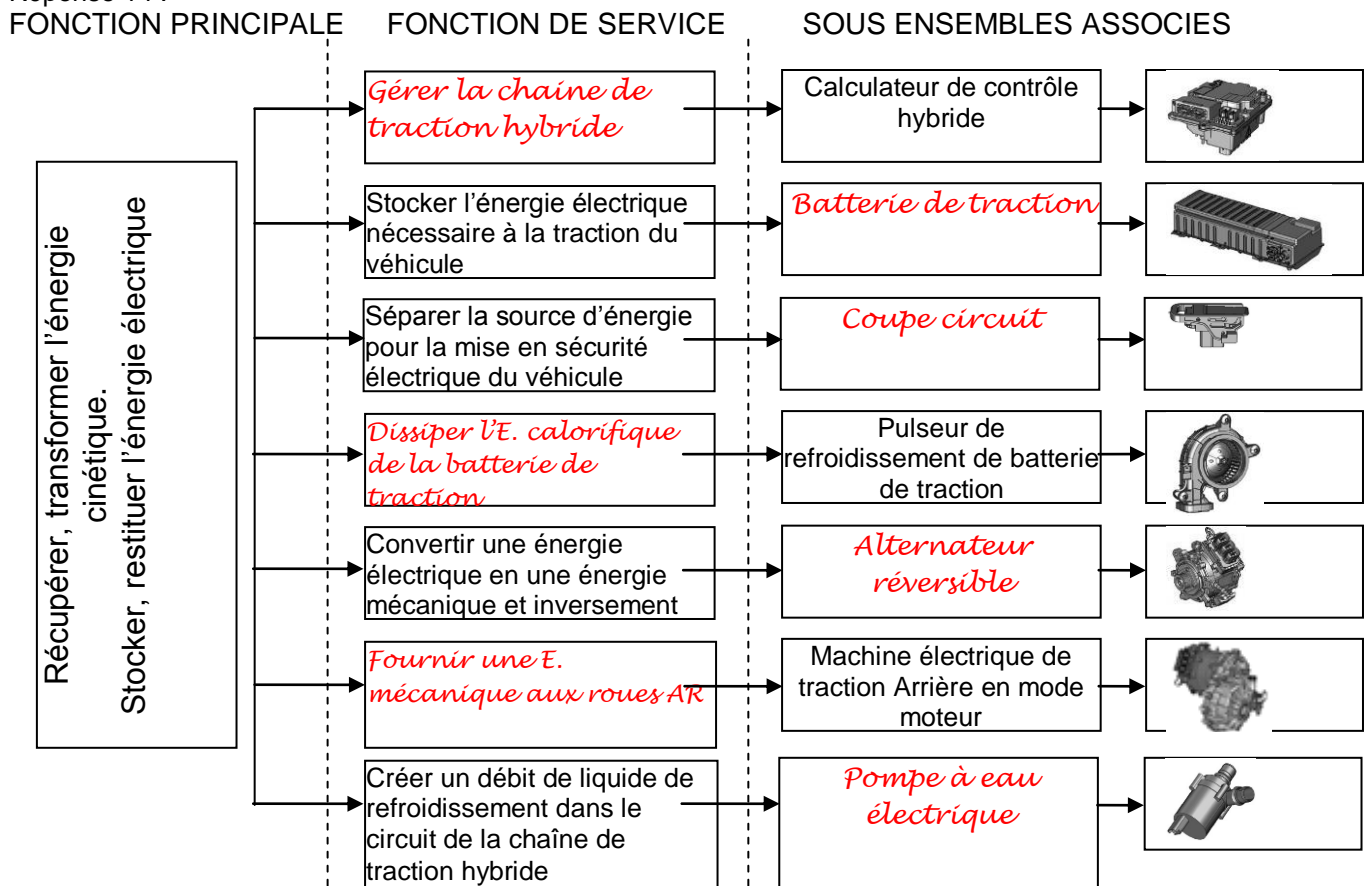 FONCTION PRINCIPALE FONCTION DE SERVICE SOUS ENSEMBLES ASSOCIES
Récupérer, transformer l'énergie
cinétique.
Stocker, restituer l'énergie électrique
Gérer la chaine de
traction hybride
Calculateur de contrôle
hybride
Stocker l'énergie électrique
nécessaire à la traction du
véhicule
Batterie de traction
Séparer la source d'énergie
pour la mise en sécurité
électrique du véhicule
Coupe circuit
Dissiper l'E. calorifique
de la batterie de
traction
Pulseur de
refroidissement de batterie
de traction
Convertir une énergie
électrique en une énergie
mécanique et inversement
Alternateur
réversible
Fournir une E.
mécanique aux roues AR
Machine électrique de
traction Arrière en mode
moteur
Créer un débit de liquide de
refroidissement dans le
circuit de la chaîne de
traction hybride
Pompe à eau
électrique